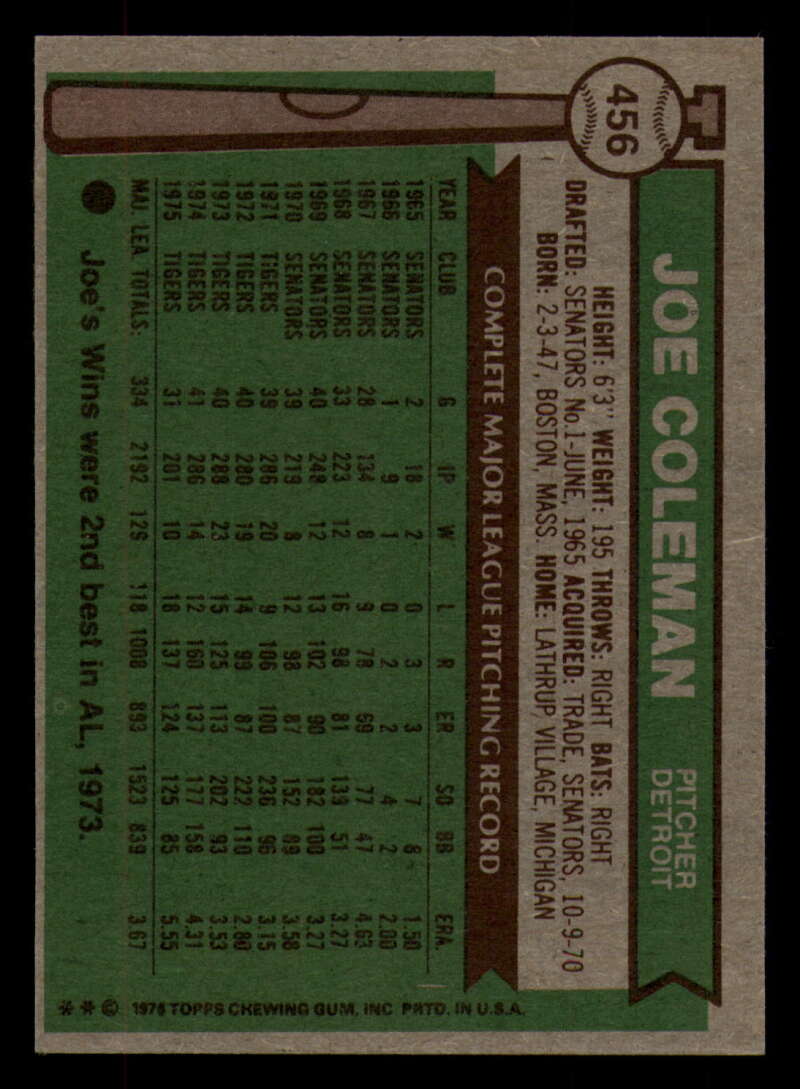 456
JOE COLEMAN
PITCHER
DETROIT
HEIGHT: 6'3" WEIGHT: 195 THROWS: RIGHT BATS: RIGHT
DRAFTED: SENATORS No.1-JUNE, 1965 ACQUIRED: TRADE, SENATORS, 10-9-70
BORN: 2-3-47, BOSTON, MASS. HOME: LATHRUP VILLAGE, MICHIGAN
COMPLETE MAJOR LEAGUE PITCHING RECORD
YEAR CLUB G IP W L R ER SO BB ERA.
1965 SENATORS 2 18 2 0 3 3 7 8 1.50
1966 SENATORS 1 9 1 0 2 2 4 2 2.00
1967 SENATORS 28 134 8 9 78 69 77 47 4.63
1968 SENATORS 33 223 12 16 98 81 139 51 3.27
1969 SENATORS 40 248 12 13 102 90 182 100 3.27
1970 SENATORS 39 219 8 12 98 87 152 89 3.58
1971 TIGERS 39 286 20 9 106 100 236 96 3.15
1972 TIGERS 40 280 19 14 99 87 222 110 2.80
1973 TIGERS 40 288 23 15 125 113 202 93 3.53
1974 TIGERS 41 286 14 12 160 137 177 158 4.31
1975 TIGERS 31 201 10 18 137 124 125 85 5.55
MAJ. LEA. TOTALS: 334 2192 129 118 1008 893 1523 839 3.67
Joe's Wins were 2nd best in AL, 1973.
** © 1976 TOPPS CHEWING GUM, INC PRTD. IN U.S.A.